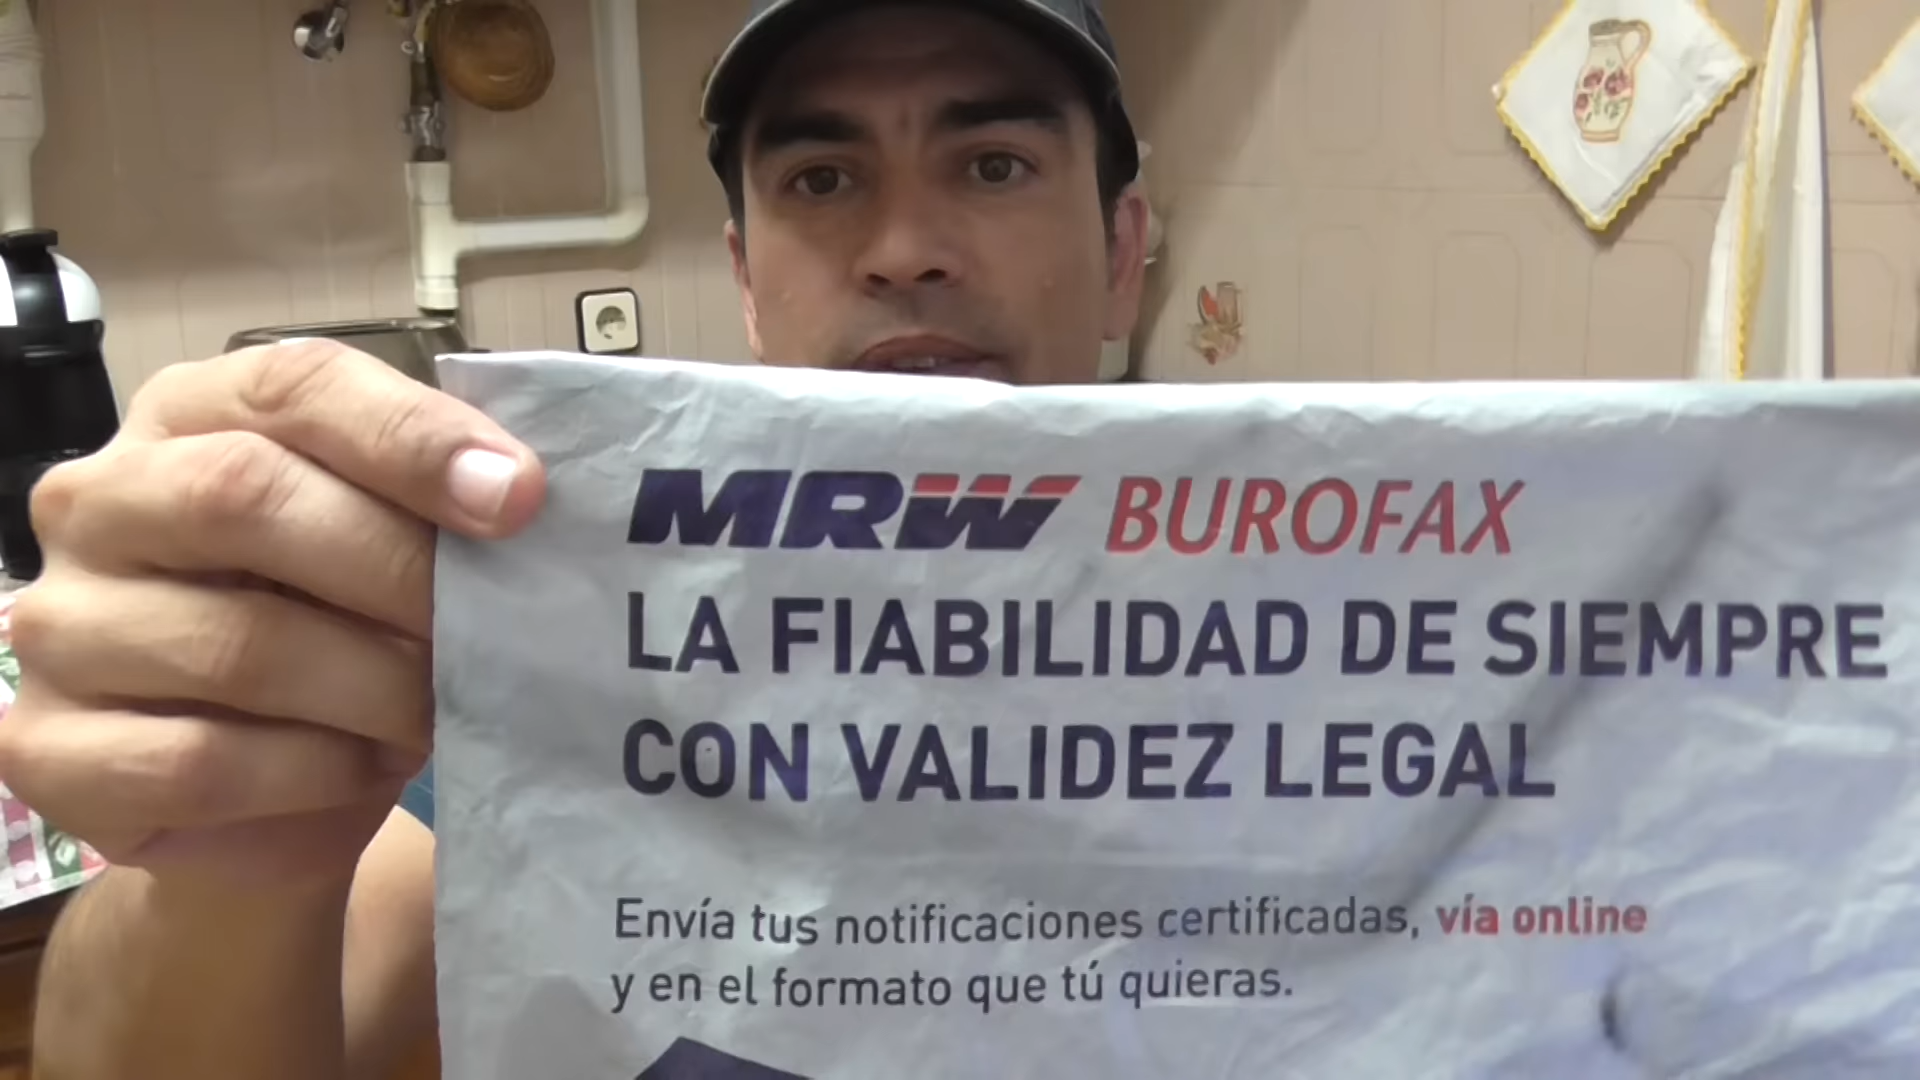 MRW BUROFAX
LA FIABILIDAD DE SIEMPRE
CON VALIDEZ LEGAL
Envía tus notificaciones certificadas, vía online
y en el formato que tú quieras.